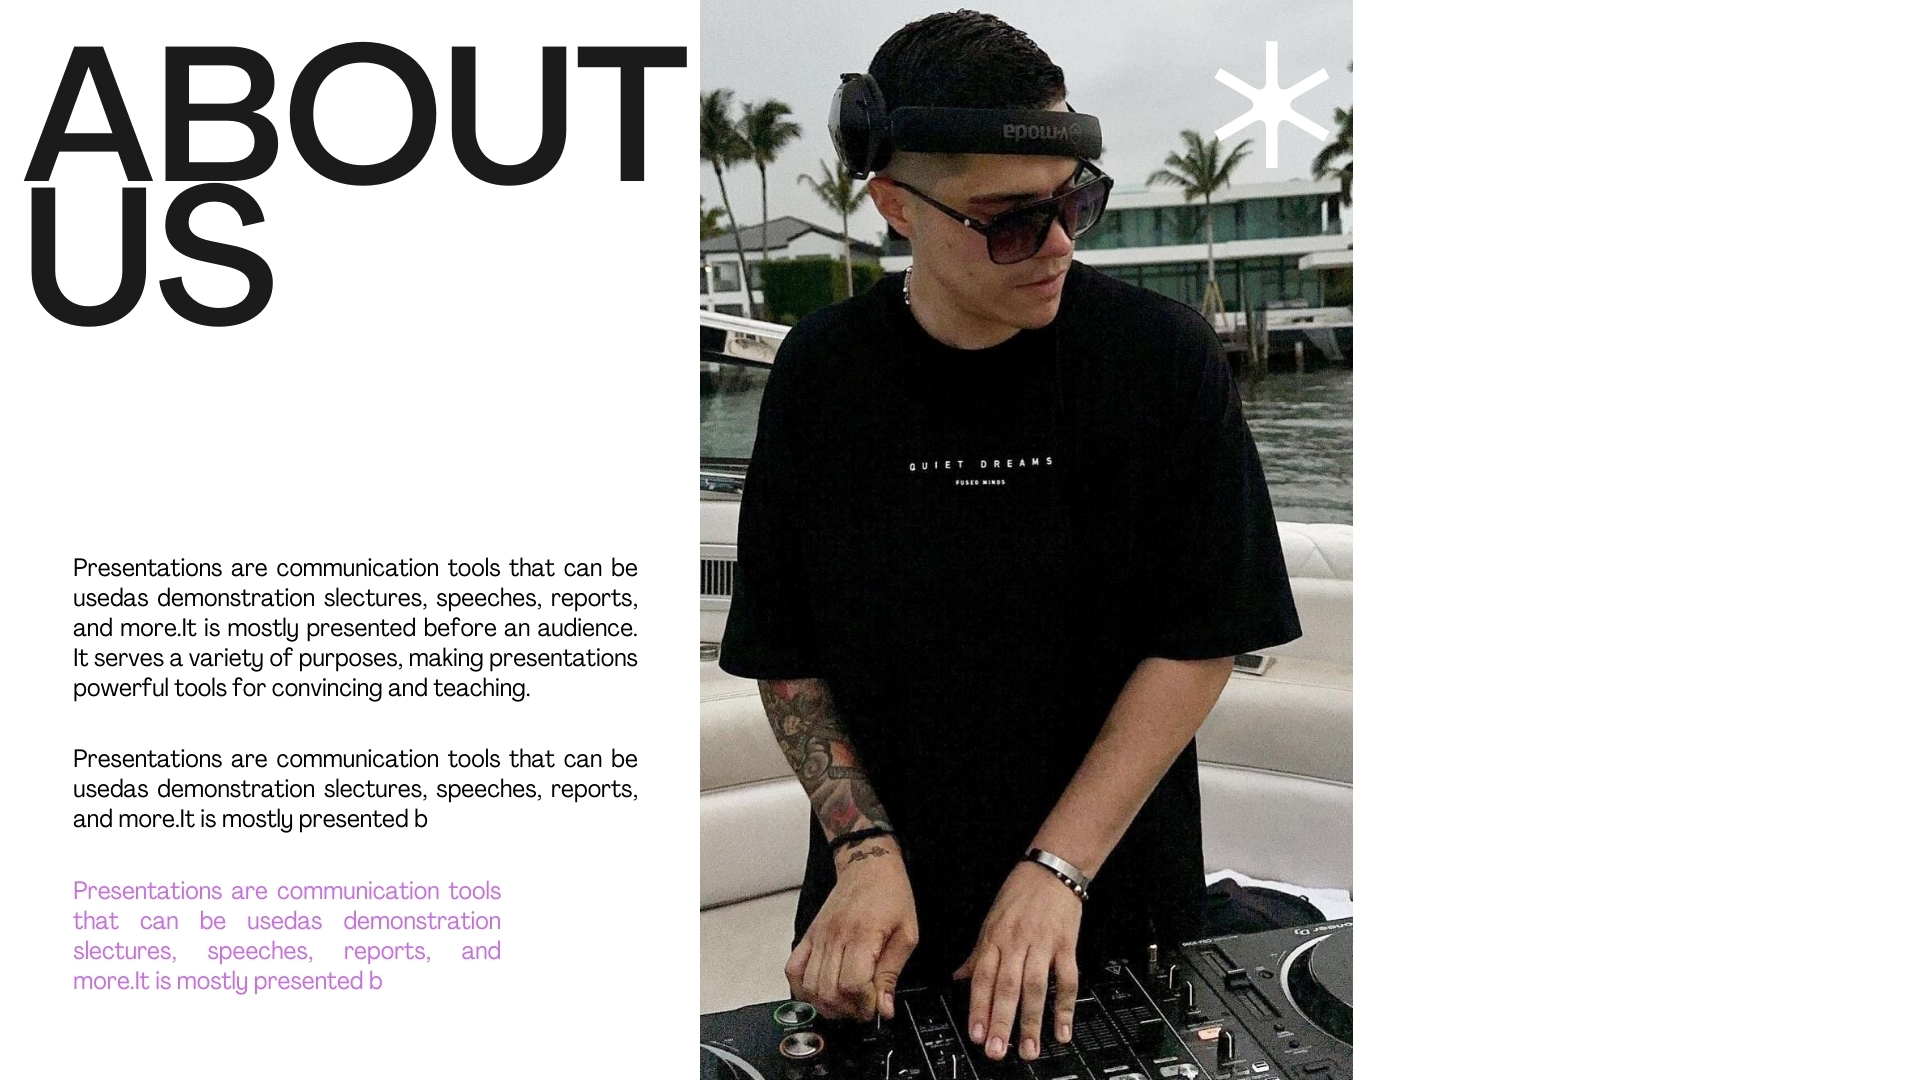 ABOUT
US
Presentations are communication tools that can be
usedas demonstration slectures, speeches, reports,
and more.It is mostly presented before an audience.
It serves a variety of purposes, making presentations
powerful tools for convincing and teaching.
Presentations are communication tools that can be
usedas demonstration slectures, speeches, reports,
and more.It is mostly presented b
Presentations are communication tools
that can be usedas demonstration
slectures, speeches, reports, and
more.It is mostly presented b
v-moda
QUIET DREAMS
FUSED MINDS